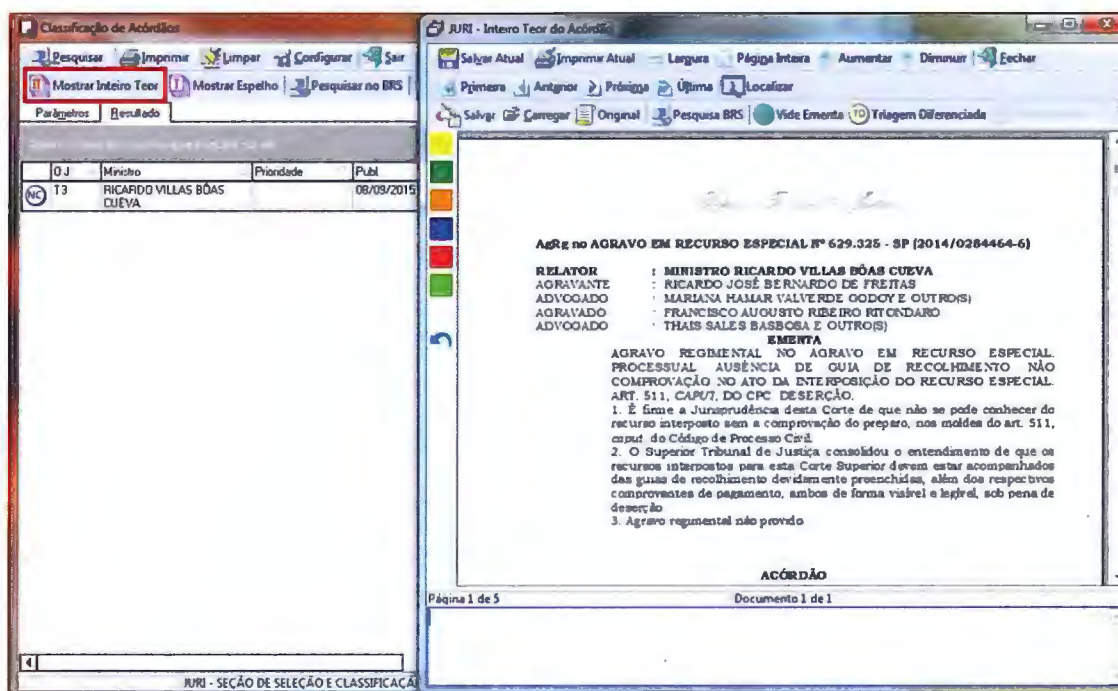 Classificação de Acórdãos
Pesquisar Imprimir Limpar Configurar Sair
Mostrar Inteiro Teor Mostrar Espelho Pesquisar no BRS
Parâmetros Resultado
O.J Ministro Prioridade Publ
NC T3 RICARDO VILLAS BÔAS 08/09/2015
CUEVA
JURI - SEÇÃO DE SELEÇÃO E CLASSIFICAÇÃ
JURI - Inteiro Teor do Acórdão
Salvar Atual Imprimir Atual Largura Página Inteira Aumentar Diminuir Fechar
Primeira Anterior Próxima Última Localizar
Salvar Carregar Original Pesquisa BRS Vide Ementa TD Triagem Diferenciada
AgRg no AGRAVO EM RECURSO ESPECIAL Nº 629.325 - SP (2014/0284464-6)
RELATOR : MINISTRO RICARDO VILLAS BÔAS CUEVA
AGRAVANTE : RICARDO JOSÉ BERNARDO DE FREITAS
ADVOGADO : MARIANA HAMAR VALVERDE GODOY E OUTRO(S)
AGRAVADO : FRANCISCO AUGUSTO RIBEIRO RITONDARO
ADVOGADO : THAIS SALES BASBOSA E OUTRO(S)
EMENTA
AGRAVO REGIMENTAL NO AGRAVO EM RECURSO ESPECIAL.
PROCESSUAL AUSÊNCIA DE GUIA DE RECOLHIMENTO NÃO
COMPROVAÇÃO NO ATO DA INTERPOSIÇÃO DO RECURSO ESPECIAL.
ART. 511, CAPUT, DO CPC. DESERÇÃO.
1. É firme a Jurisprudência desta Corte de que não se pode conhecer do
recurso interposto sem a comprovação do preparo, nos moldes do art. 511,
caput, do Código de Processo Civil.
2. O Superior Tribunal de Justiça consolidou o entendimento de que os
recursos interpostos para esta Corte Superior devem estar acompanhados
das guias de recolhimento devidamente preenchidas, além dos respectivos
comprovantes de pagamento, ambos de forma visível e legível, sob pena de
deserção
3. Agravo regimental não provido
ACÓRDÃO
Página 1 de 5 Documento 1 de 1